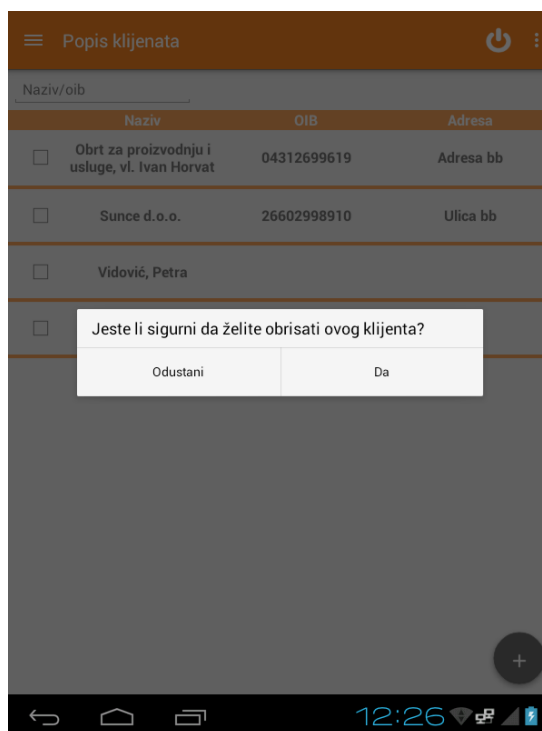 Popis klijenata
Naziv/oib
Naziv OIB Adresa
Obrt za proizvodnju i
usluge, vl. Ivan Horvat 04312699619 Adresa bb
Sunce d.o.o. 26602998910 Ulica bb
Vidović, Petra
Jeste li sigurni da želite obrisati ovog klijenta?
Odustani Da
+
12:26